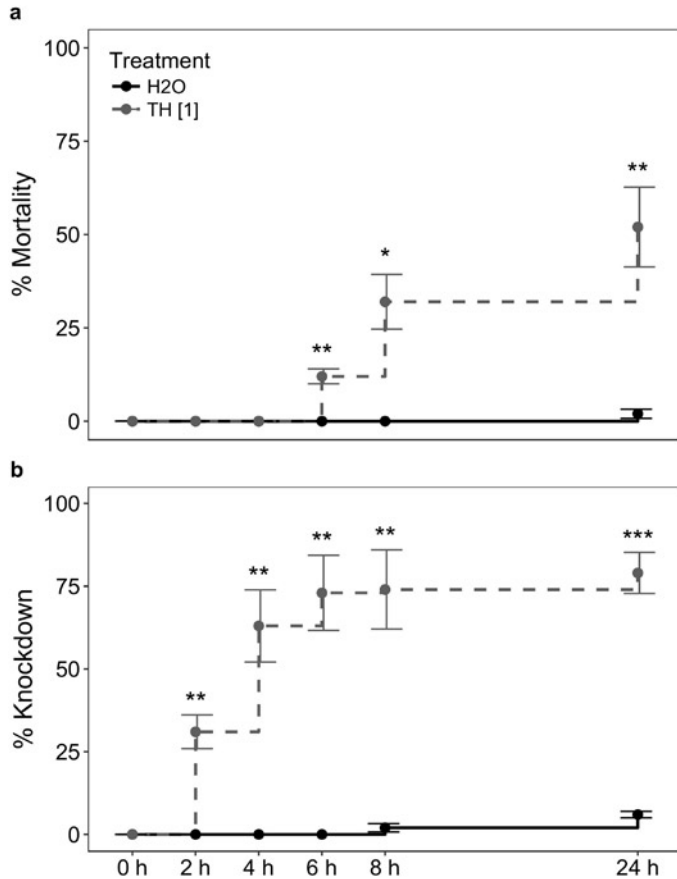 a
100
Treatment
H2O
TH [1]
75
**
% Mortality
50
*
**
25
0
b
100
***
**
**
**
75
% Knockdown
50
**
25
0
0 h 2 h 4 h 6 h 8 h 24 h